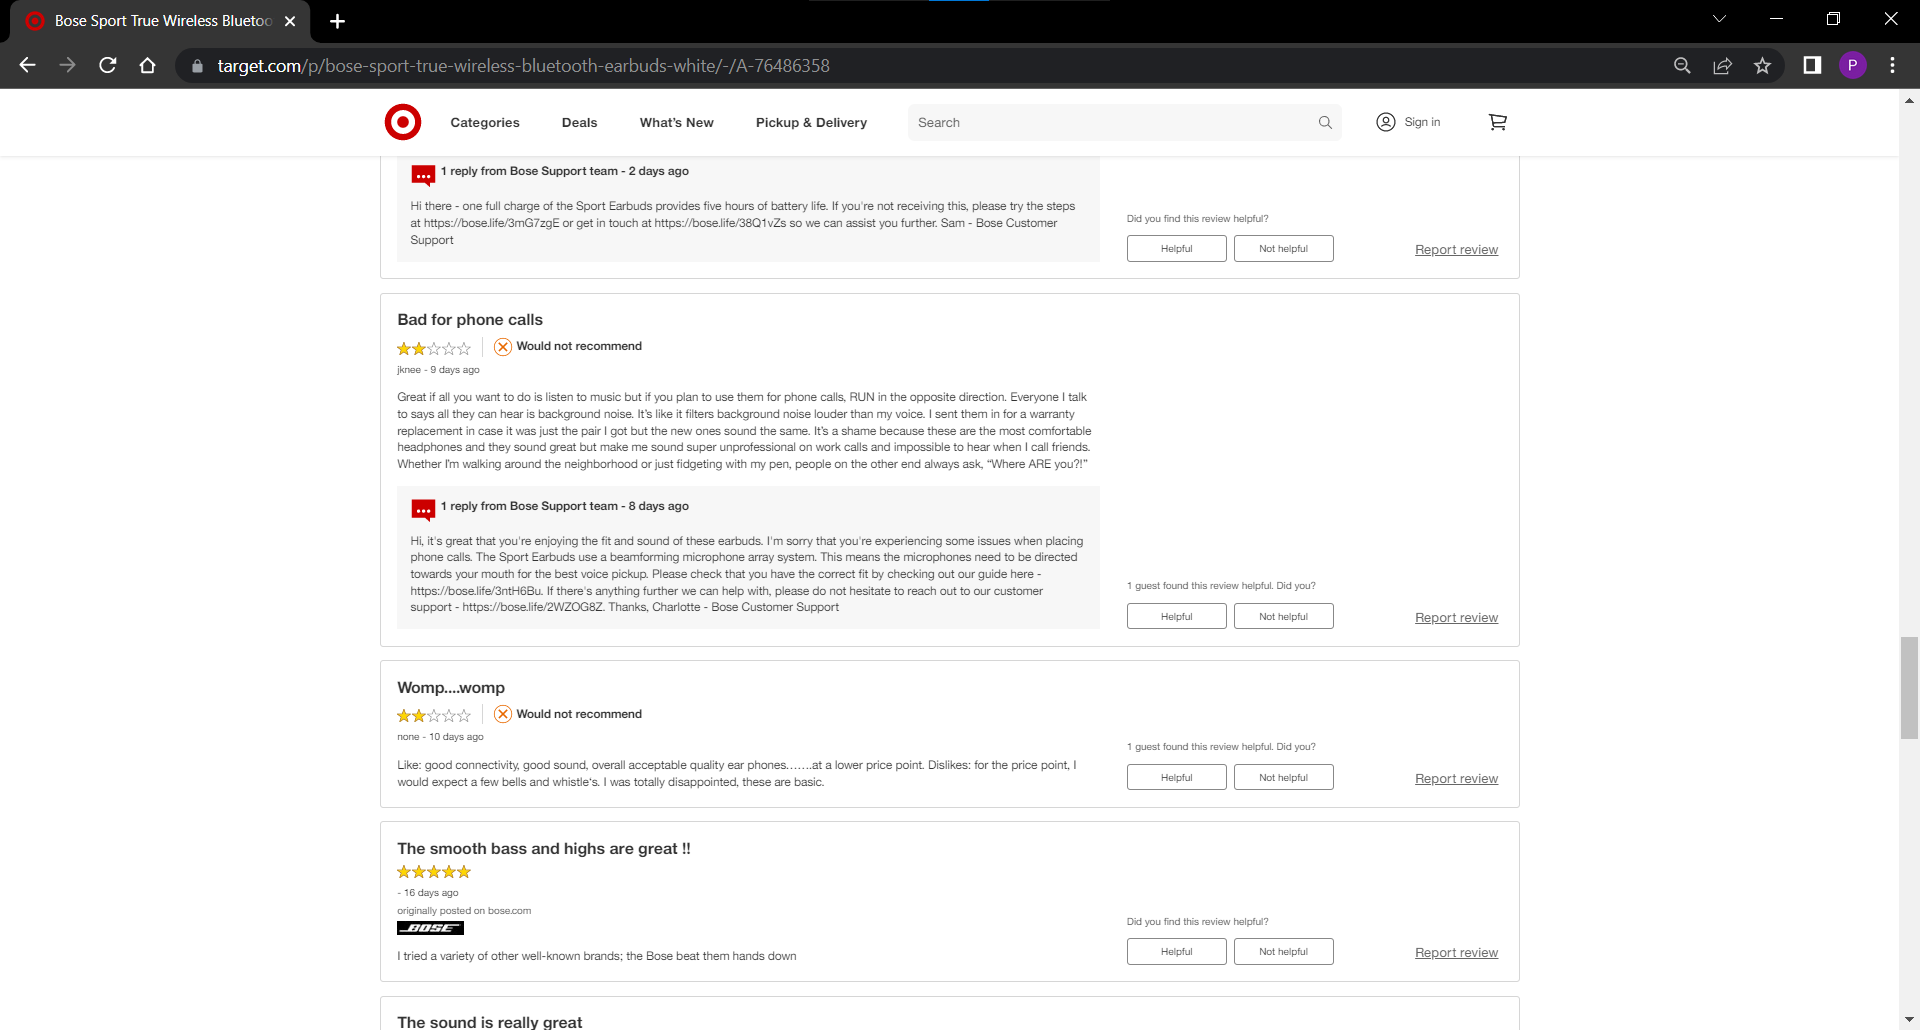 Bose Sport True Wireless Bluetoo
target.com/p/bose-sport-true-wireless-bluetooth-earbuds-white/-/A-76486358
P
Categories
Deals
What's New
Pickup & Delivery
Search
Sign in
1 reply from Bose Support team - 2 days ago
Hi there - one full charge of the Sport Earbuds provides five hours of battery life. If you're not receiving this, please try the steps
at https://bose.life/3mG7zgE or get in touch at https://bose.life/38Q1vZs so we can assist you further. Sam - Bose Customer
Support
Did you find this review helpful?
Helpful
Not helpful
Report review
Bad for phone calls
Would not recommend
jknee - 9 days ago
Great if all you want to do is listen to music but if you plan to use them for phone calls, RUN in the opposite direction. Everyone I talk
to says all they can hear is background noise. It's like it filters background noise louder than my voice. I sent them in for a warranty
replacement in case it was just the pair I got but the new ones sound the same. It's a shame because these are the most comfortable
headphones and they sound great but make me sound super unprofessional on work calls and impossible to hear when I call friends.
Whether I'm walking around the neighborhood or just fidgeting with my pen, people on the other end always ask, “Where ARE you?!”
1 reply from Bose Support team - 8 days ago
Hi, it's great that you're enjoying the fit and sound of these earbuds. I'm sorry that you're experiencing some issues when placing
phone calls. The Sport Earbuds use a beamforming microphone array system. This means the microphones need to be directed
towards your mouth for the best voice pickup. Please check that you have the correct fit by checking out our guide here -
https://bose.life/3ntH6Bu. If there's anything further we can help with, please do not hesitate to reach out to our customer
support - https://bose.life/2WZOG8Z. Thanks, Charlotte - Bose Customer Support
1 guest found this review helpful. Did you?
Helpful
Not helpful
Report review
Womp....womp
Would not recommend
none - 10 days ago
Like: good connectivity, good sound, overall acceptable quality ear phones…….at a lower price point. Dislikes: for the price point, I
would expect a few bells and whistle's. I was totally disappointed, these are basic.
1 guest found this review helpful. Did you?
Helpful
Not helpful
Report review
The smooth bass and highs are great !!
- 16 days ago
originally posted on bose.com
BOSE
I tried a variety of other well-known brands; the Bose beat them hands down
Did you find this review helpful?
Helpful
Not helpful
Report review
The sound is really great